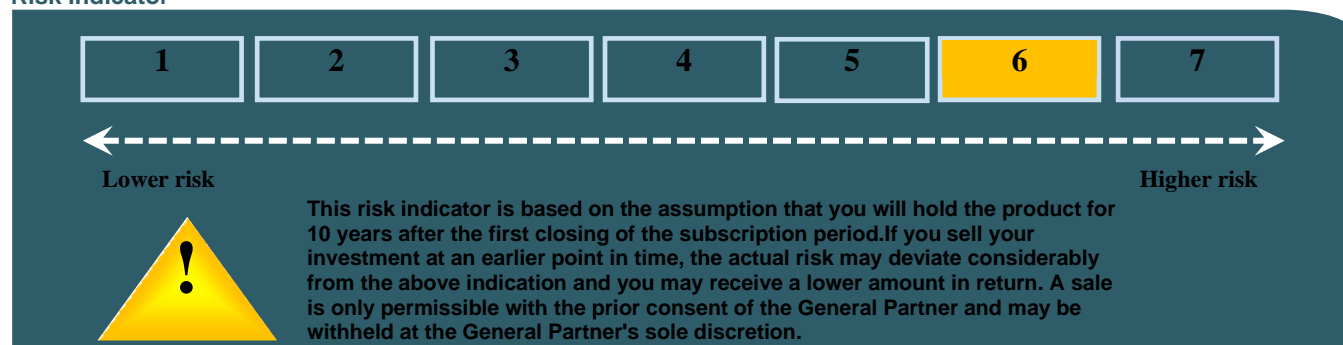 Risk Indicator
1 2 3 4 5 6 7
Lower risk Higher risk
This risk indicator is based on the assumption that you will hold the product for
10 years after the first closing of the subscription period.If you sell your
investment at an earlier point in time, the actual risk may deviate considerably
from the above indication and you may receive a lower amount in return. A sale
is only permissible with the prior consent of the General Partner and may be
withheld at the General Partner's sole discretion.
!